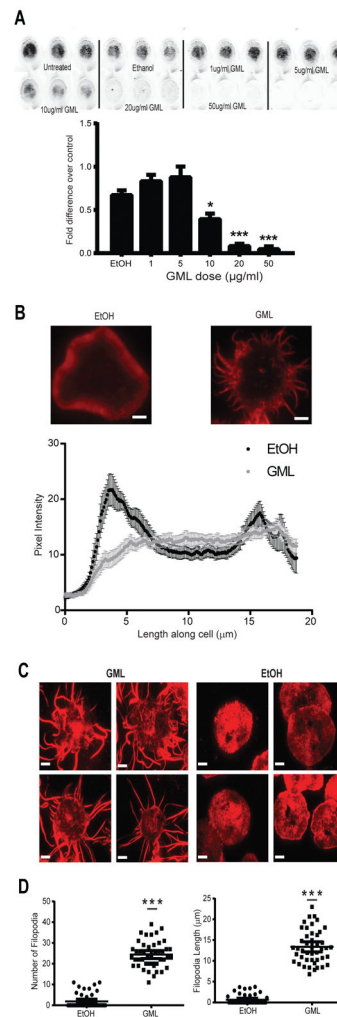 A
Untreated Ethanol 1ug/ml GML 5ug/ml GML
10ug/ml GML 20ug/ml GML 50ug/ml GML
Fold difference over control
1.5
1.0
0.5
0.0
* *** ***
EtOH 1 5 10 20 50
GML dose (µg/ml)
B
EtOH GML
Pixel Intensity
30
20
10
0
EtOH
GML
0 5 10 15 20
Length along cell (µm)
C
GML EtOH
D
Number of Filopodia
50
40
30
20
10
0
***
EtOH GML
Filopodia Length (µm)
25
20
15
10
5
0
***
EtOH GML